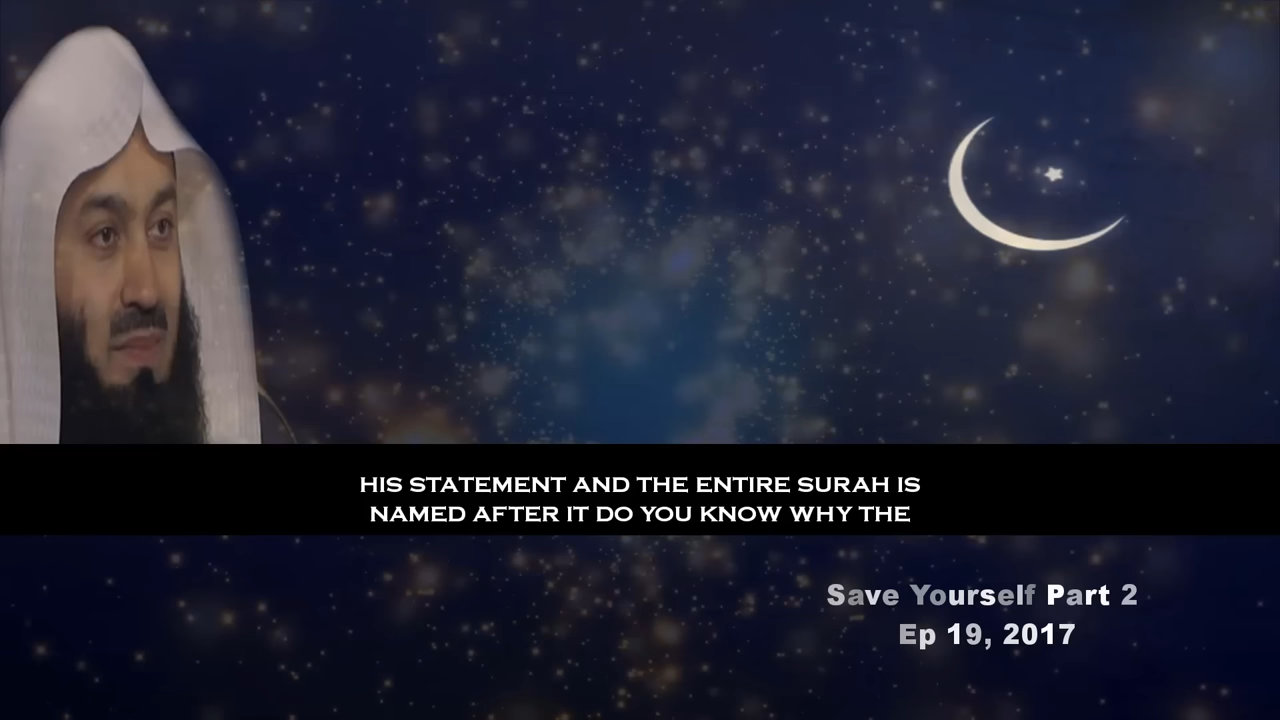 HIS STATEMENT AND THE ENTIRE SURAH IS
NAMED AFTER IT DO YOU KNOW WHY THE
Save Yourself Part 2
Ep 19, 2017